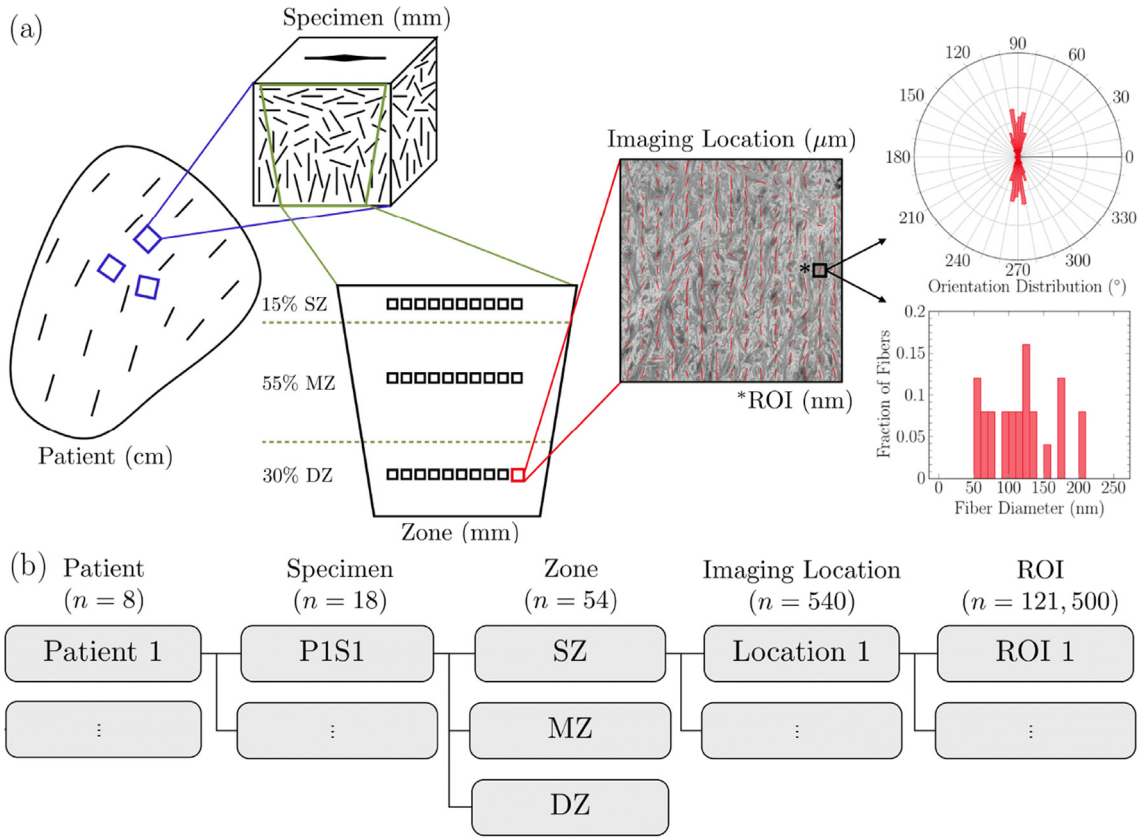 (a)
Specimen (mm)
Patient (cm)
15% SZ
55% MZ
30% DZ
Zone (mm)
Imaging Location (μm)
*
*ROI (nm)
90
120
60
150
30
180
0
210
330
240
300
270
Orientation Distribution (°)
0.2
0.15
0.1
0.05
0
Fraction of Fibers
0 50 100 150 200 250
Fiber Diameter (nm)
(b)
Patient Specimen Zone Imaging Location ROI
(n = 8) (n = 18) (n = 54) (n = 540) (n = 121, 500)
Patient 1 P1S1 SZ Location 1 ROI 1
⋮ ⋮ MZ ⋮ ⋮
DZ